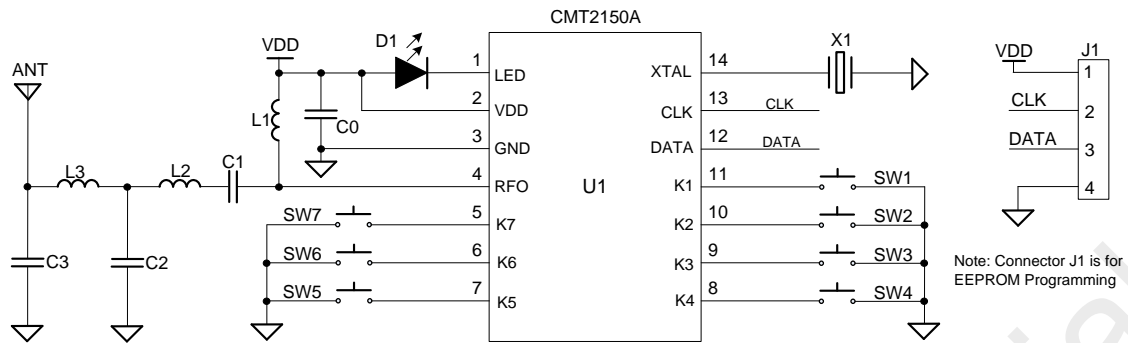 CMT2150A
ANT
VDD
D1
L1
C0
L3
L2
C1
C3
C2
1
2
3
4
5
6
7
SW7
SW6
SW5
LED
VDD
GND
RFO
K7
K6
K5
U1
XTAL
CLK
DATA
K1
K2
K3
K4
14
13
12
11
10
9
8
X1
CLK
DATA
SW1
SW2
SW3
SW4
J1
VDD
CLK
DATA
1
2
3
4
Note: Connector J1 is for
EEPROM Programming